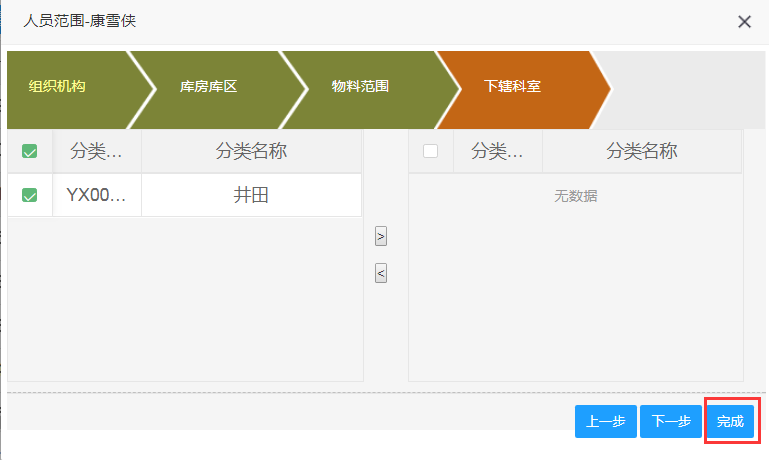 人员范围-康雪侠
组织机构 库房库区 物料范围 下辖科室
分类... 分类名称 分类... 分类名称
YX00... 井田 无数据
>
<
上一步 下一步 完成